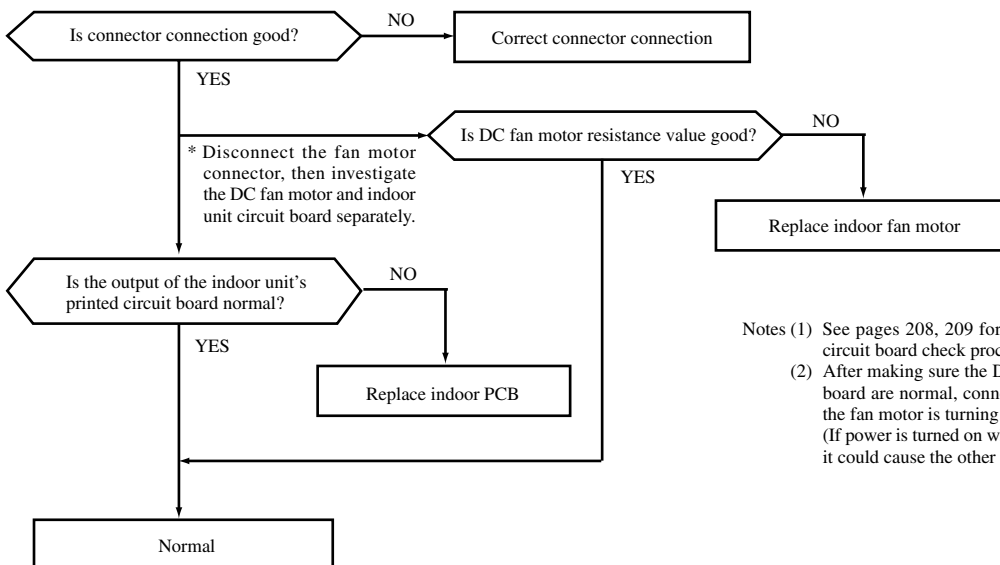 Is connector connection good?
NO
Correct connector connection
YES
* Disconnect the fan motor
connector, then investigate
the DC fan motor and indoor
unit circuit board separately.
Is DC fan motor resistance value good?
NO
YES
Replace indoor fan motor
Is the output of the indoor unit's
printed circuit board normal?
NO
YES
Replace indoor PCB
Notes (1) See pages 208, 209 for
circuit board check
(2) After making sure the
board are normal,
the fan motor is turning
(If power is turned on
it could cause the other
Normal